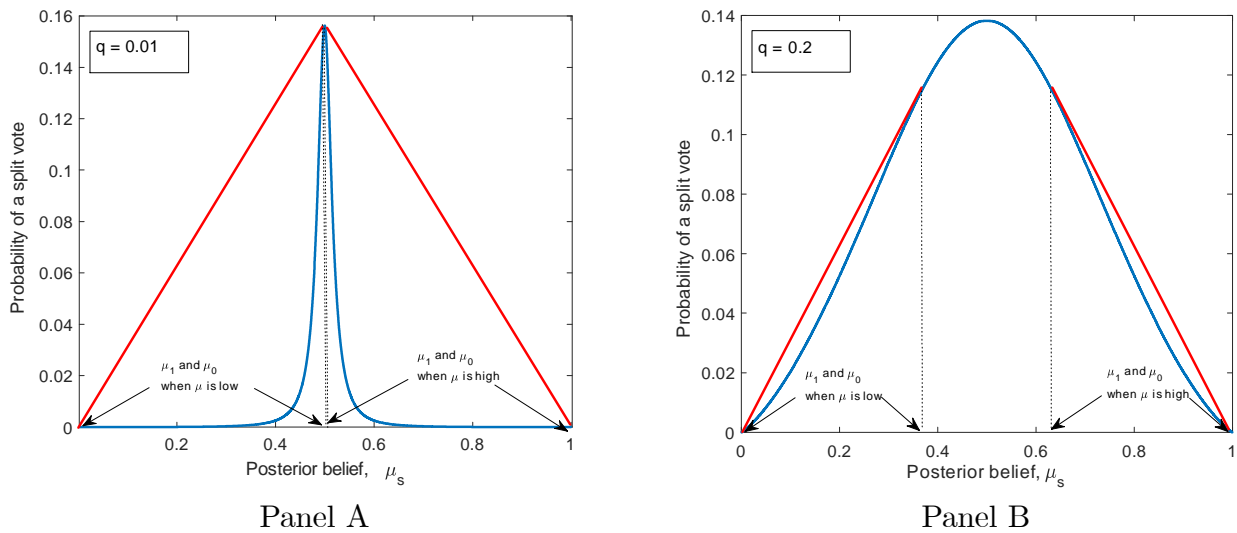 q = 0.01
Probability of a split vote
0.16
0.14
0.12
0.1
0.08
0.06
0.04
0.02
0
μ1 and μ0
when μ is low
μ1 and μ0
when μ is high
0.2
0.4
0.6
0.8
1
Posterior belief, μs
Panel A
q = 0.2
Probability of a split vote
0.14
0.12
0.1
0.08
0.06
0.04
0.02
0
μ1 and μ0
when μ is low
μ1 and μ0
when μ is high
0
0.2
0.4
0.6
0.8
1
Posterior belief, μs
Panel B